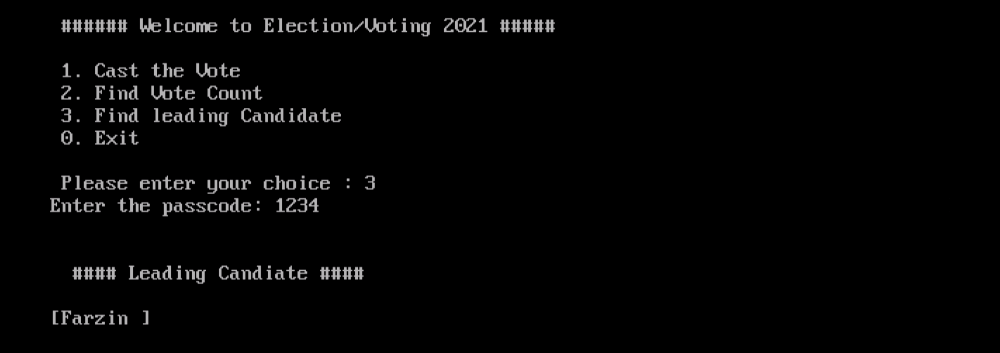 ###### Welcome to Election/Voting 2021 #####
1. Cast the Vote
2. Find Vote Count
3. Find leading Candidate
0. Exit
Please enter your choice : 3
Enter the passcode: 1234
#### Leading Candiate ####
[Farzin ]